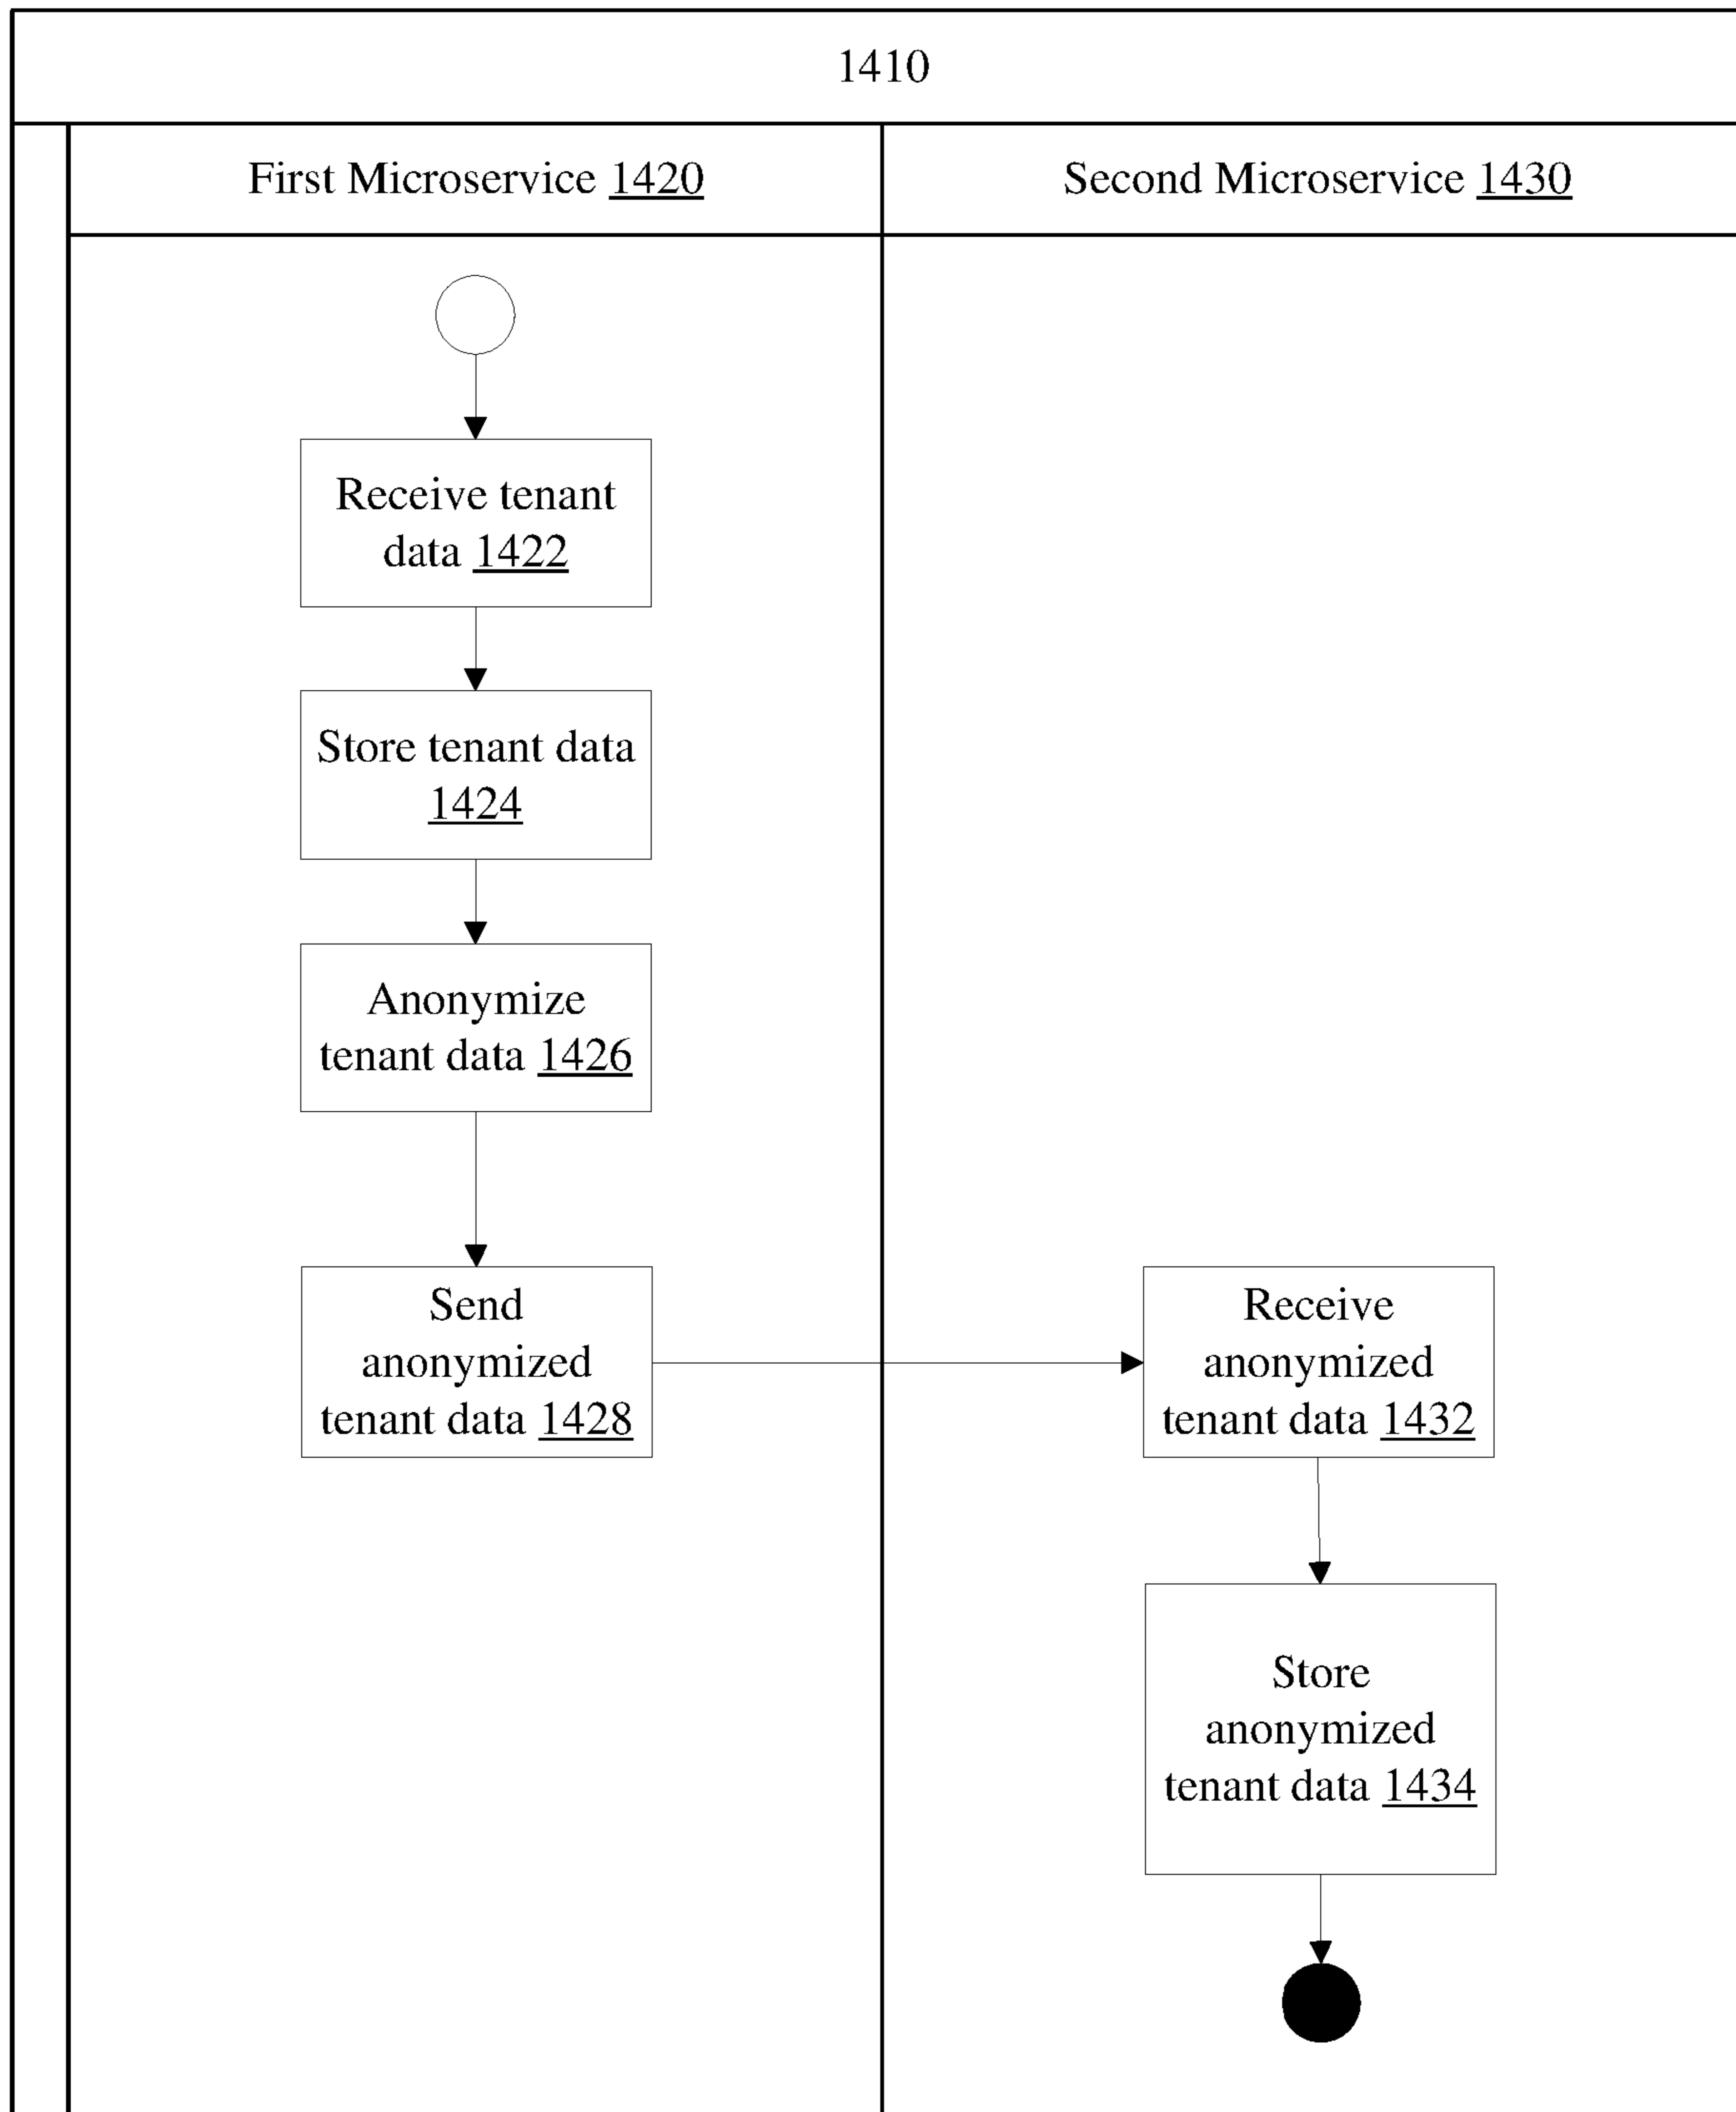 1410
First Microservice 1420
Second Microservice 1430
Receive tenant
data 1422
Store tenant data
1424
Anonymize
tenant data 1426
Send
anonymized
tenant data 1428
Receive
anonymized
tenant data 1432
Store
anonymized
tenant data 1434